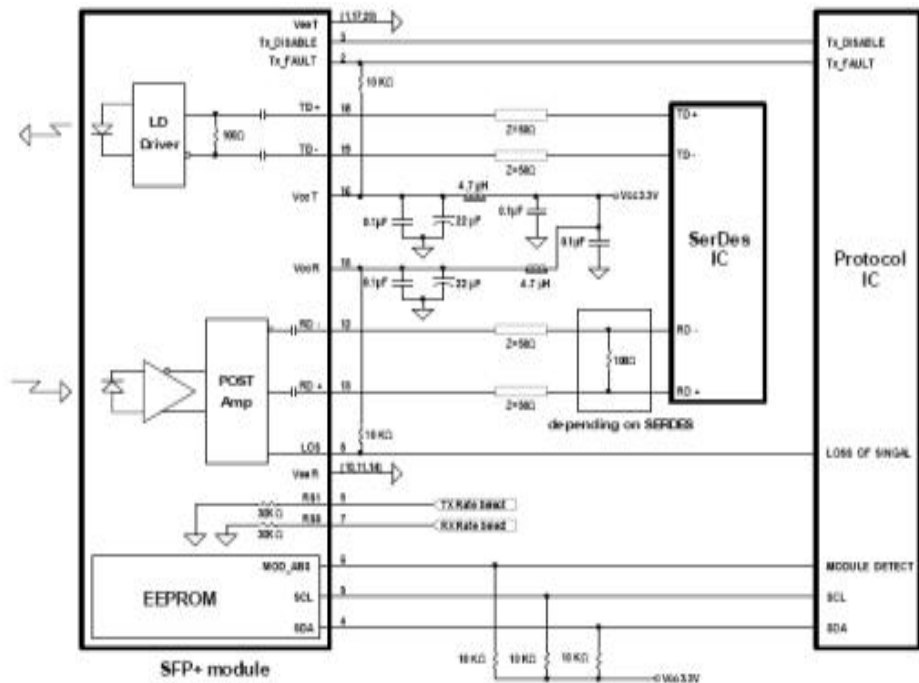 VeeT
(1,17,20)
Tx_DISABLE
3
Tx_DISABLE
Tx_FAULT
2
Tx_FAULT
10 KΩ
LD
Driver
100Ω
TD+
18
Z=50Ω
TD+
TD-
19
Z=50Ω
TD-
VccT
16
4.7 µH
Vcc3.3V
0.1µF
22 µF
0.1µF
0.1µF
SerDes
IC
Protocol
IC
VccR
15
0.1µF
22 µF
4.7 µH
POST
Amp
RD -
12
Z=50Ω
RD -
100Ω
RD +
13
Z=50Ω
RD+
depending on SERDES
10 KΩ
LOS
8
LOSS OF SINGAL
VeeR
(10,11,14)
RS1
9
TX Rate Select
30KΩ
RS0
7
RX Rate Select
30KΩ
MOD_ABS
6
MODULE DETECT
EEPROM
SCL
5
SCL
SDA
4
SDA
10 KΩ
10 KΩ
10 KΩ
Vcc3.3V
SFP+ module